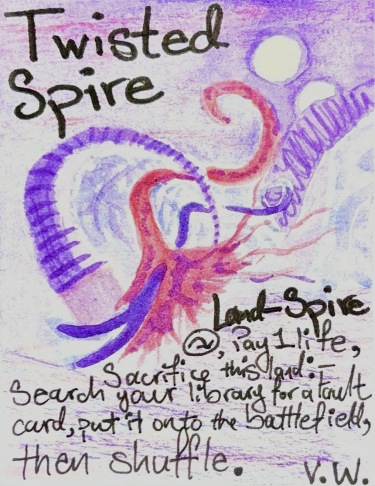 Twisted
Spire
Land-Spire
, Pay 1 life,
Sacrifice this land:-
Search your library for a Fault
card, put it onto the battlefield,
then shuffle.
V.W.